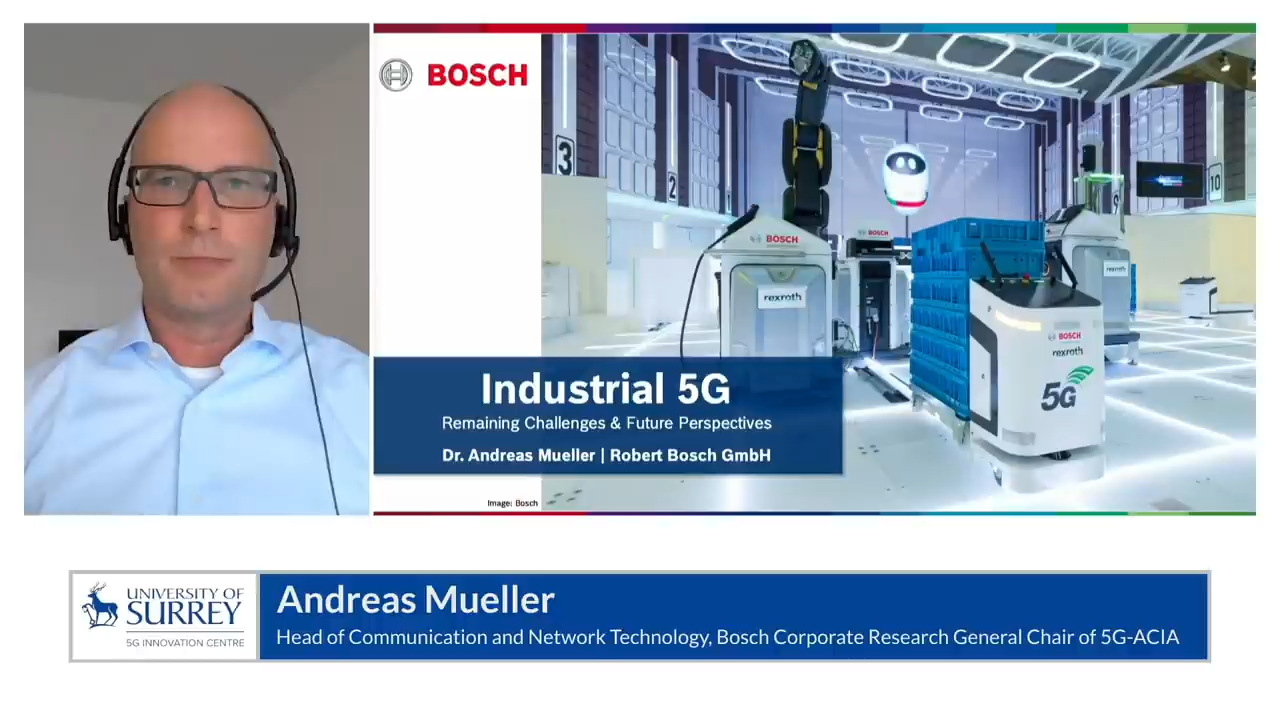 BOSCH
3
2
9
10
BOSCH
BOSCH
rexroth
rexroth
BOSCH
rexroth
5G
Industrial 5G
Remaining Challenges & Future Perspectives
Dr. Andreas Mueller | Robert Bosch GmbH
Image: Bosch
UNIVERSITY OF
SURREY
5G INNOVATION CENTRE
Andreas Mueller
Head of Communication and Network Technology, Bosch Corporate Research General Chair of 5G-ACIA